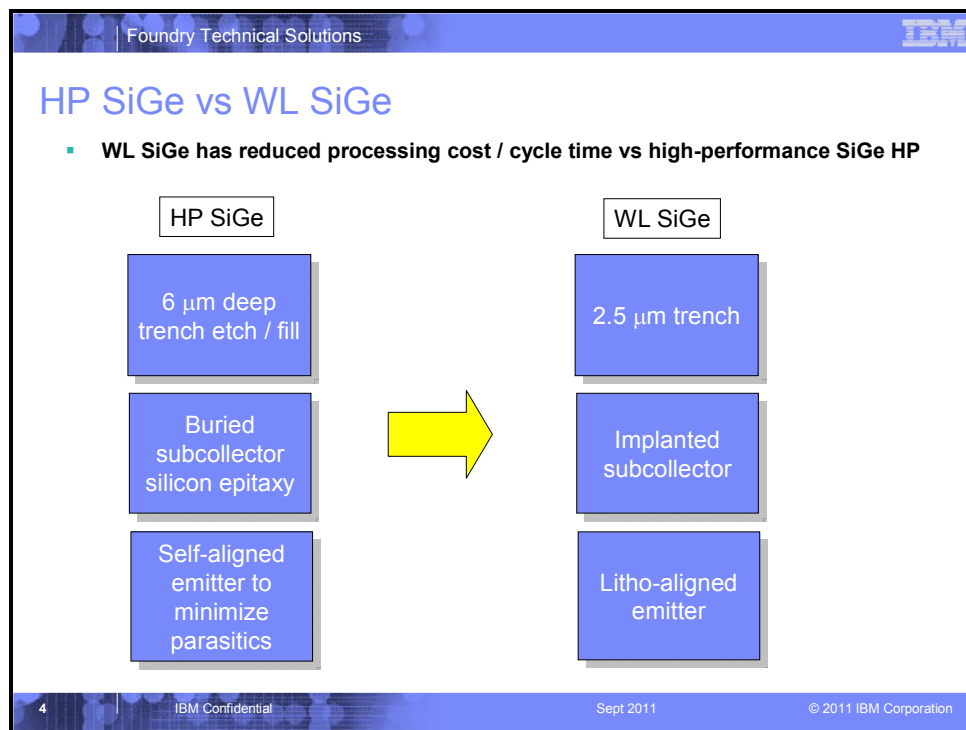 Foundry Technical Solutions
IBM
HP SiGe vs WL SiGe
▪ WL SiGe has reduced processing cost / cycle time vs high-performance SiGe HP
HP SiGe
WL SiGe
6 μm deep
trench etch / fill
2.5 μm trench
Buried
subcollector
silicon epitaxy
Implanted
subcollector
Self-aligned
emitter to
minimize
parasitics
Litho-aligned
emitter
4
IBM Confidential
Sept 2011
© 2011 IBM Corporation